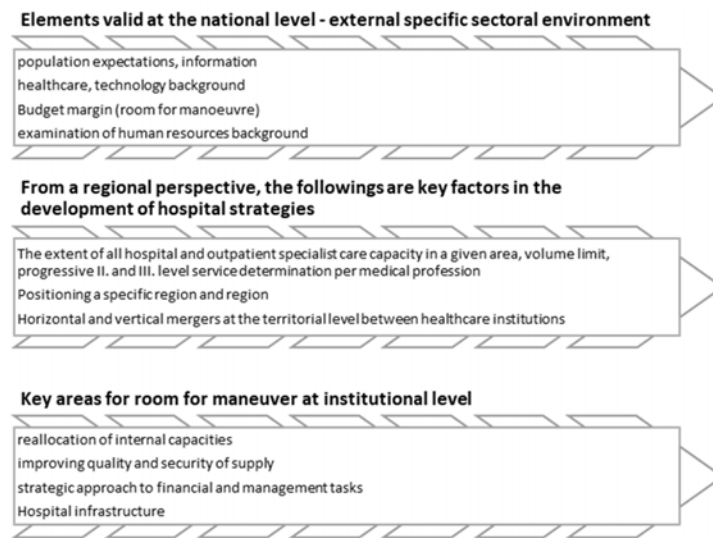 Elements valid at the national level - external specific sectoral environment
population expectations, information
healthcare, technology background
Budget margin (room for manoeuvre)
examination of human resources background
From a regional perspective, the followings are key factors in the
development of hospital strategies
The extent of all hospital and outpatient specialist care capacity in a given area, volume limit,
progressive II. and III. level service determination per medical profession
Positioning a specific region and region
Horizontal and vertical mergers at the territorial level between healthcare institutions
Key areas for room for maneuver at institutional level
reallocation of internal capacities
improving quality and security of supply
strategic approach to financial and management tasks
Hospital infrastructure